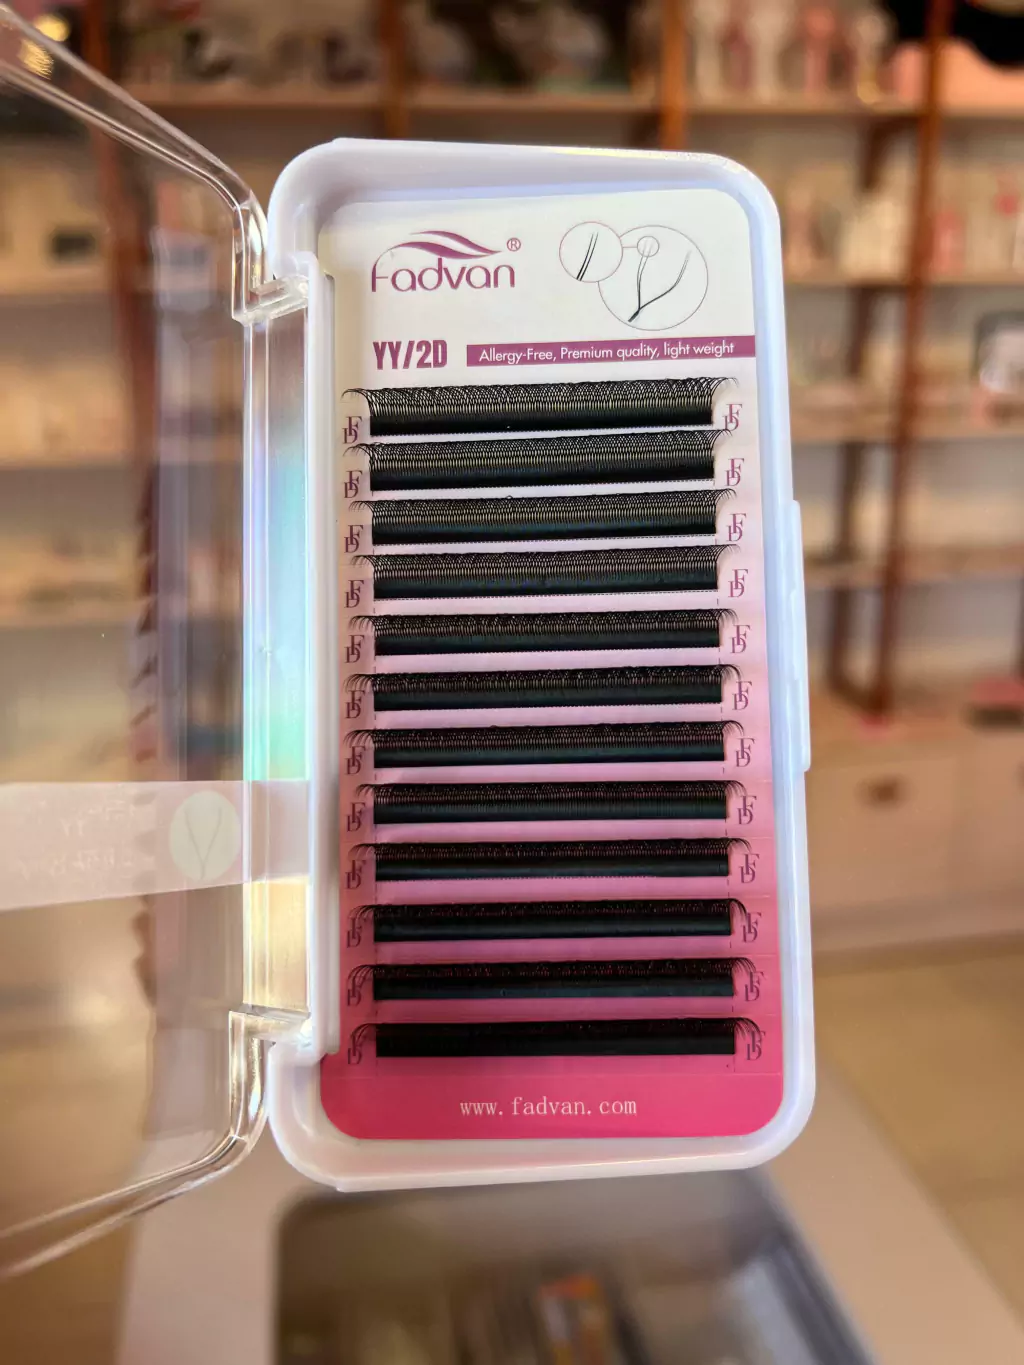 Fadvan®
YY/2D
Allergy-Free, Premium quality, light weight
www.fadvan.com